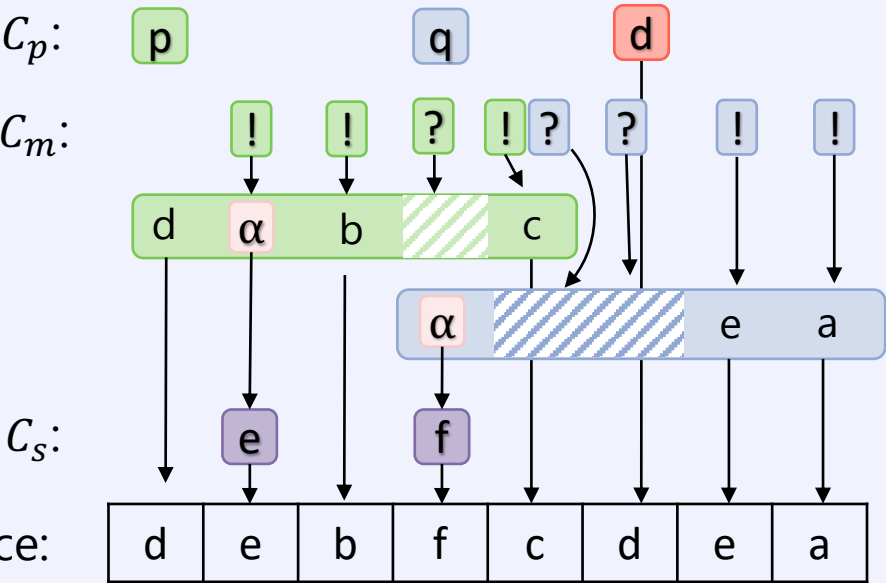 C_p: p q d
C_m: ! ! ? ! ? ? ! !
d α b c
α e a
C_s: e f
ce: d e b f c d e a